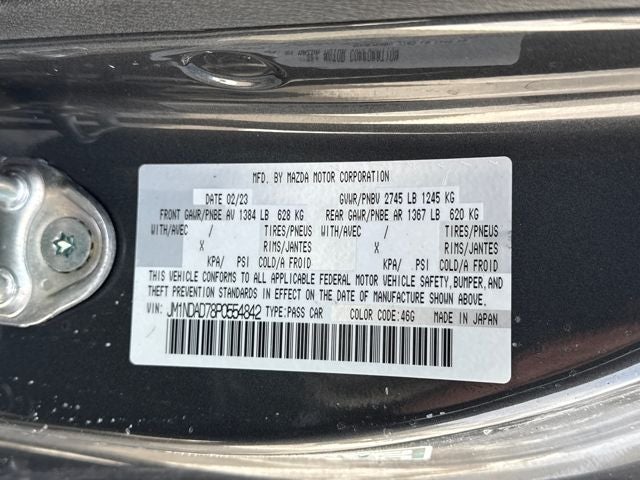 MFD. BY MAZDA MOTOR CORPORATION
DATE 02/23 GVWR/PNBV 2745 LB 1245 KG
FRONT GAWR/PNBE AV 1384 LB 628 KG REAR GAWR/PNBE AR 1367 LB 620 KG
WITH/AVEC / TIRES/PNEUS WITH/AVEC / TIRES/PNEUS
X RIMS/JANTES X RIMS/JANTES
KPA/ PSI COLD/A FROID KPA/ PSI COLD/A FROID
THIS VEHICLE CONFORMS TO ALL APPLICABLE FEDERAL MOTOR VEHICLE SAFETY, BUMPER, AND
THEFT PREVENTION STANDARDS IN EFFECT ON THE DATE OF MANUFACTURE SHOWN ABOVE.
VIN: JM1NDAD78P0554842 TYPE:PASS CAR COLOR CODE:46G MADE IN JAPAN